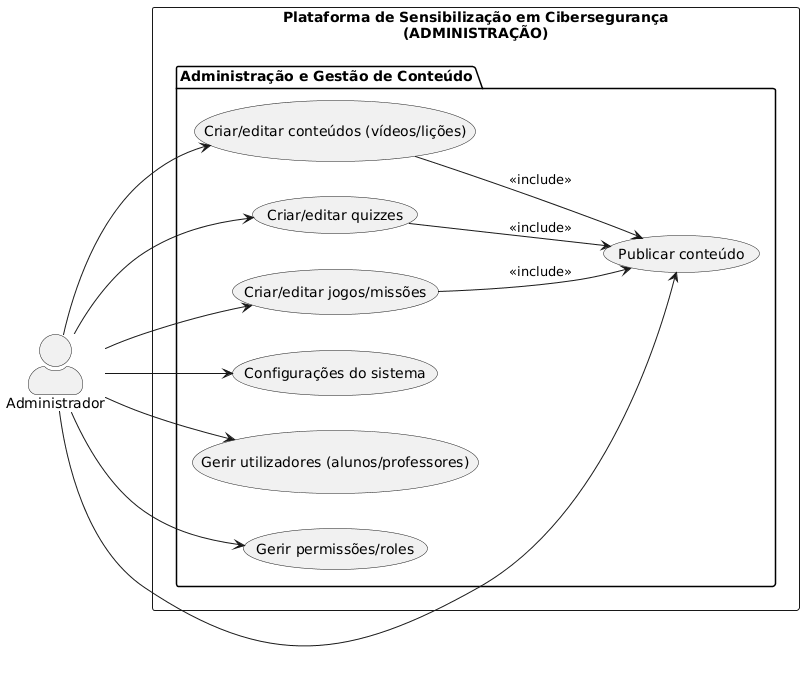 Plataforma de Sensibilização em Cibersegurança
(ADMINISTRAÇÃO)
Administração e Gestão de Conteúdo
Criar/editar conteúdos (vídeos/lições)
«include»
Criar/editar quizzes
«include»
Publicar conteúdo
Criar/editar jogos/missões
«include»
Configurações do sistema
Administrador
Gerir utilizadores (alunos/professores)
Gerir permissões/roles